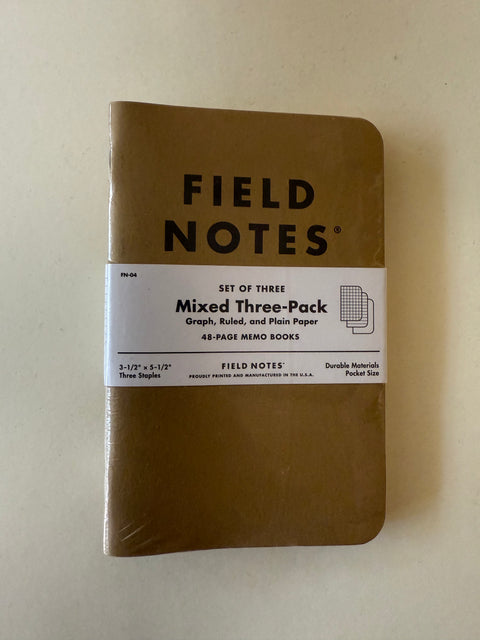 FIELD
NOTES®
FN-04
SET OF THREE
Mixed Three-Pack
Graph, Ruled, and Plain Paper
48-PAGE MEMO BOOKS
3-1/2" × 5-1/2"
Three Staples
FIELD NOTES®
PROUDLY PRINTED AND MANUFACTURED IN THE U.S.A.
Durable Materials
Pocket Size